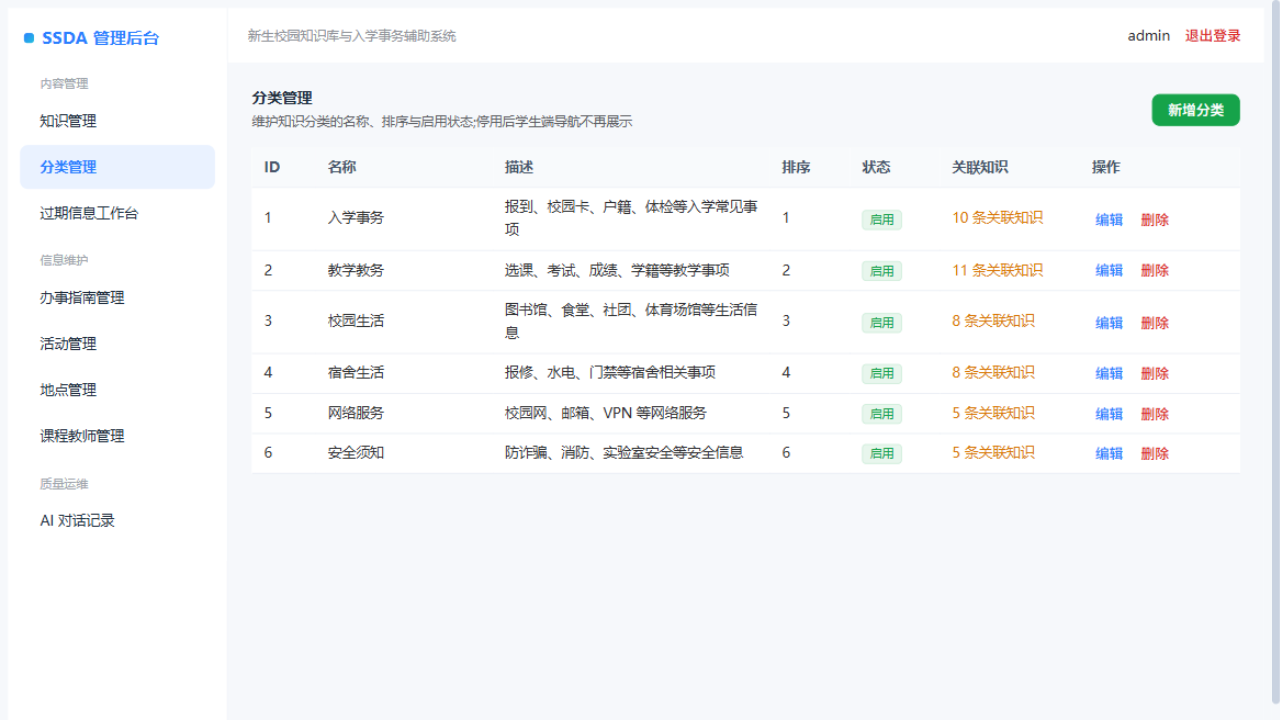 SSDA 管理后台
新生校园知识库与入学事务辅助系统
admin 退出登录
内容管理
知识管理
分类管理
过期信息工作台
信息维护
办事指南管理
活动管理
地点管理
课程教师管理
质量运维
AI 对话记录
分类管理
维护知识分类的名称、排序与启用状态;停用后学生端导航不再展示
新增分类
ID 名称 描述 排序 状态 关联知识 操作
1 入学事务 报到、校园卡、户籍、体检等入学常见事项 1 启用 10 条关联知识 编辑 删除
2 教学教务 选课、考试、成绩、学籍等教学事项 2 启用 11 条关联知识 编辑 删除
3 校园生活 图书馆、食堂、社团、体育场馆等生活信息 3 启用 8 条关联知识 编辑 删除
4 宿舍生活 报修、水电、门禁等宿舍相关事项 4 启用 8 条关联知识 编辑 删除
5 网络服务 校园网、邮箱、VPN 等网络服务 5 启用 5 条关联知识 编辑 删除
6 安全须知 防诈骗、消防、实验室安全等安全信息 6 启用 5 条关联知识 编辑 删除